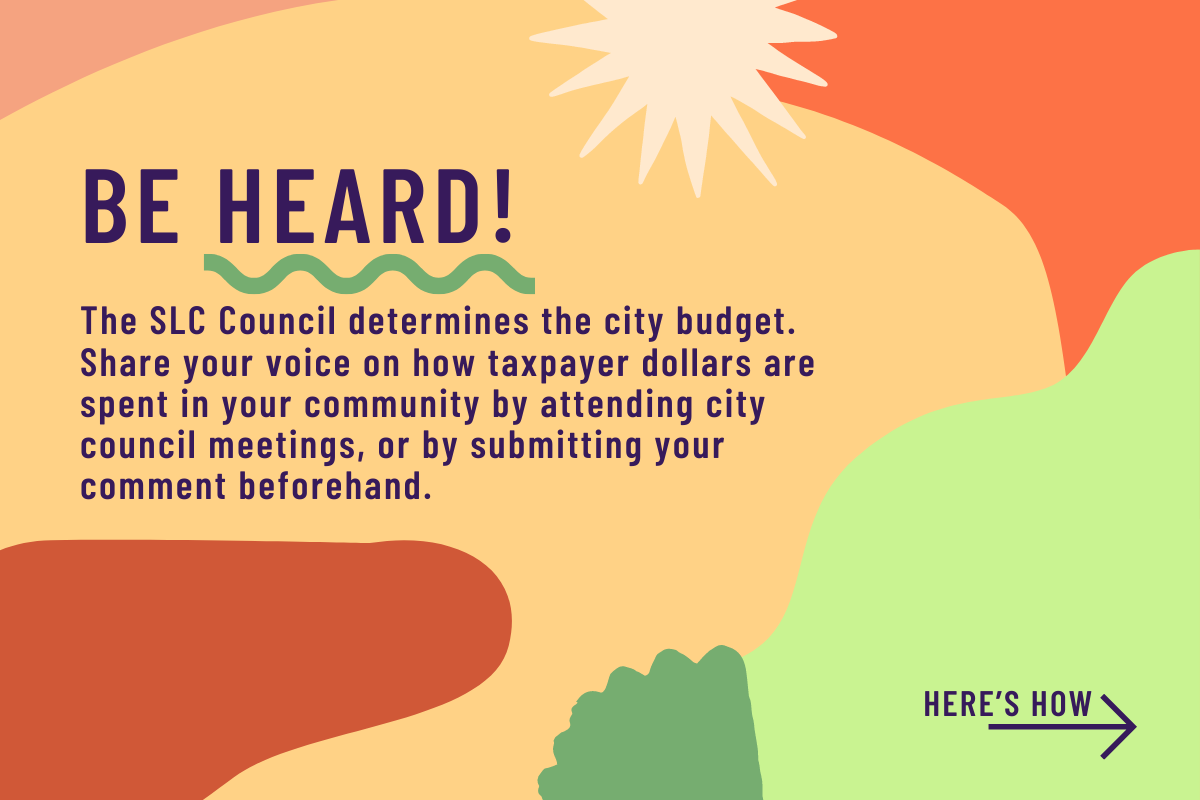 BE HEARD!
The SLC Council determines the city budget.
Share your voice on how taxpayer dollars are
spent in your community by attending city
council meetings, or by submitting your
comment beforehand.
HERE’S HOW